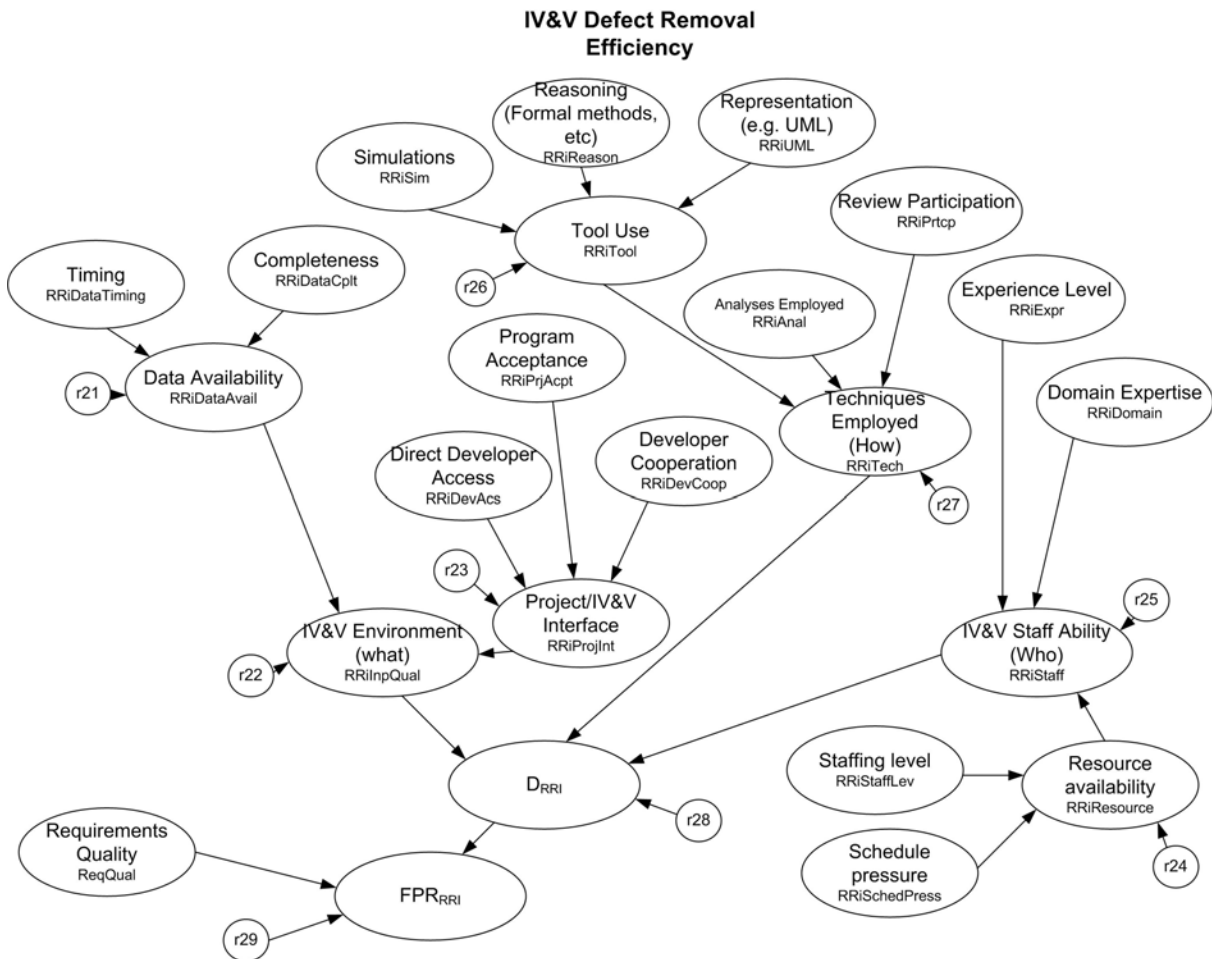 IV&V Defect Removal
Efficiency
Reasoning
(Formal methods,
etc)
RRiReason
Representation
(e.g. UML)
RRiUML
Simulations
RRiSim
Review Participation
RRiPrtcp
Tool Use
RRiTool
Timing
RRiDataTiming
Completeness
RRiDataCplt
r26
Analyses Employed
RRiAnal
Experience Level
RRiExpr
Program
Acceptance
RRiPrjAcpt
r21
Data Availability
RRiDataAvail
Techniques
Employed
(How)
RRiTech
Domain Expertise
RRiDomain
Direct Developer
Access
RRiDevAcs
Developer
Cooperation
RRiDevCoop
r27
r23
Project/IV&V
Interface
RRiProjInt
r25
IV&V Environment
(what)
RRiInpQual
IV&V Staff Ability
(Who)
RRiStaff
r22
Staffing level
RRiStaffLev
Resource
availability
RRiResource
DRRI
r28
Requirements
Quality
ReqQual
Schedule
pressure
RRiSchedPress
r24
FPRRRI
r29